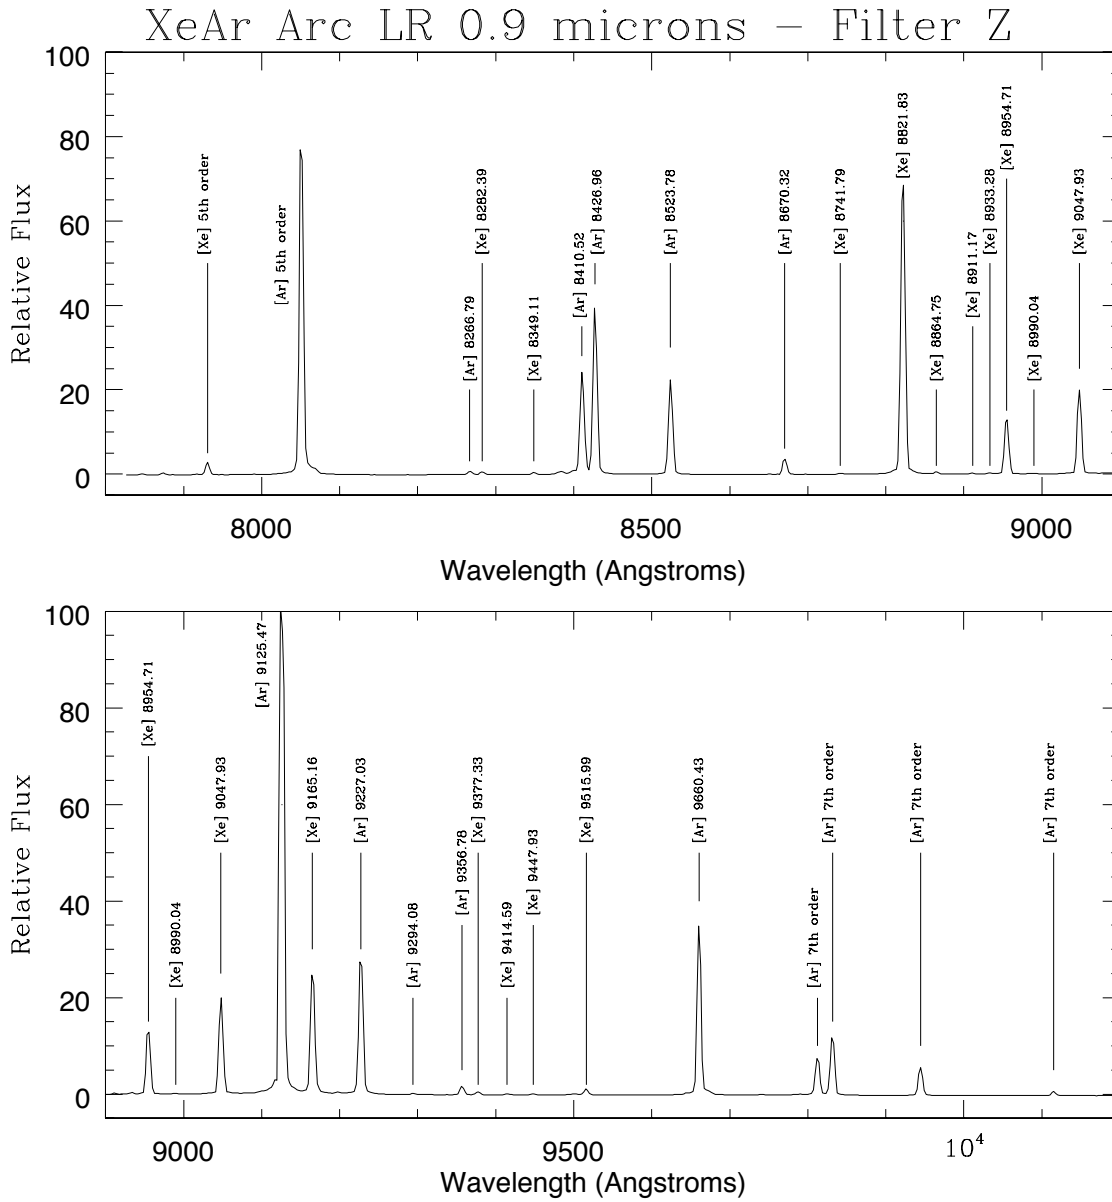 XeAr Arc LR 0.9 microns – Filter Z
100
80
60
40
20
0
Relative Flux
[Xe] 5th order
[Ar] 5th order
[Ar] 8266.79
[Xe] 8282.39
[Xe] 8349.11
[Ar] 8410.52
[Ar] 8426.96
[Ar] 8523.78
[Ar] 8670.32
[Xe] 8741.79
[Xe] 8821.83
[Xe] 8864.75
[Xe] 8911.17
[Xe] 8933.28
[Xe] 8954.71
[Xe] 8990.04
[Xe] 9047.93
8000
8500
9000
Wavelength (Angstroms)
100
80
60
40
20
0
Relative Flux
[Xe] 8954.71
[Xe] 8990.04
[Xe] 9047.93
[Ar] 9125.47
[Xe] 9165.16
[Ar] 9227.03
[Ar] 9294.08
[Ar] 9356.78
[Xe] 9377.33
[Xe] 9414.59
[Xe] 9447.93
[Xe] 9515.99
[Ar] 9660.43
[Ar] 7th order
[Ar] 7th order
[Ar] 7th order
[Ar] 7th order
9000
9500
10⁴
Wavelength (Angstroms)